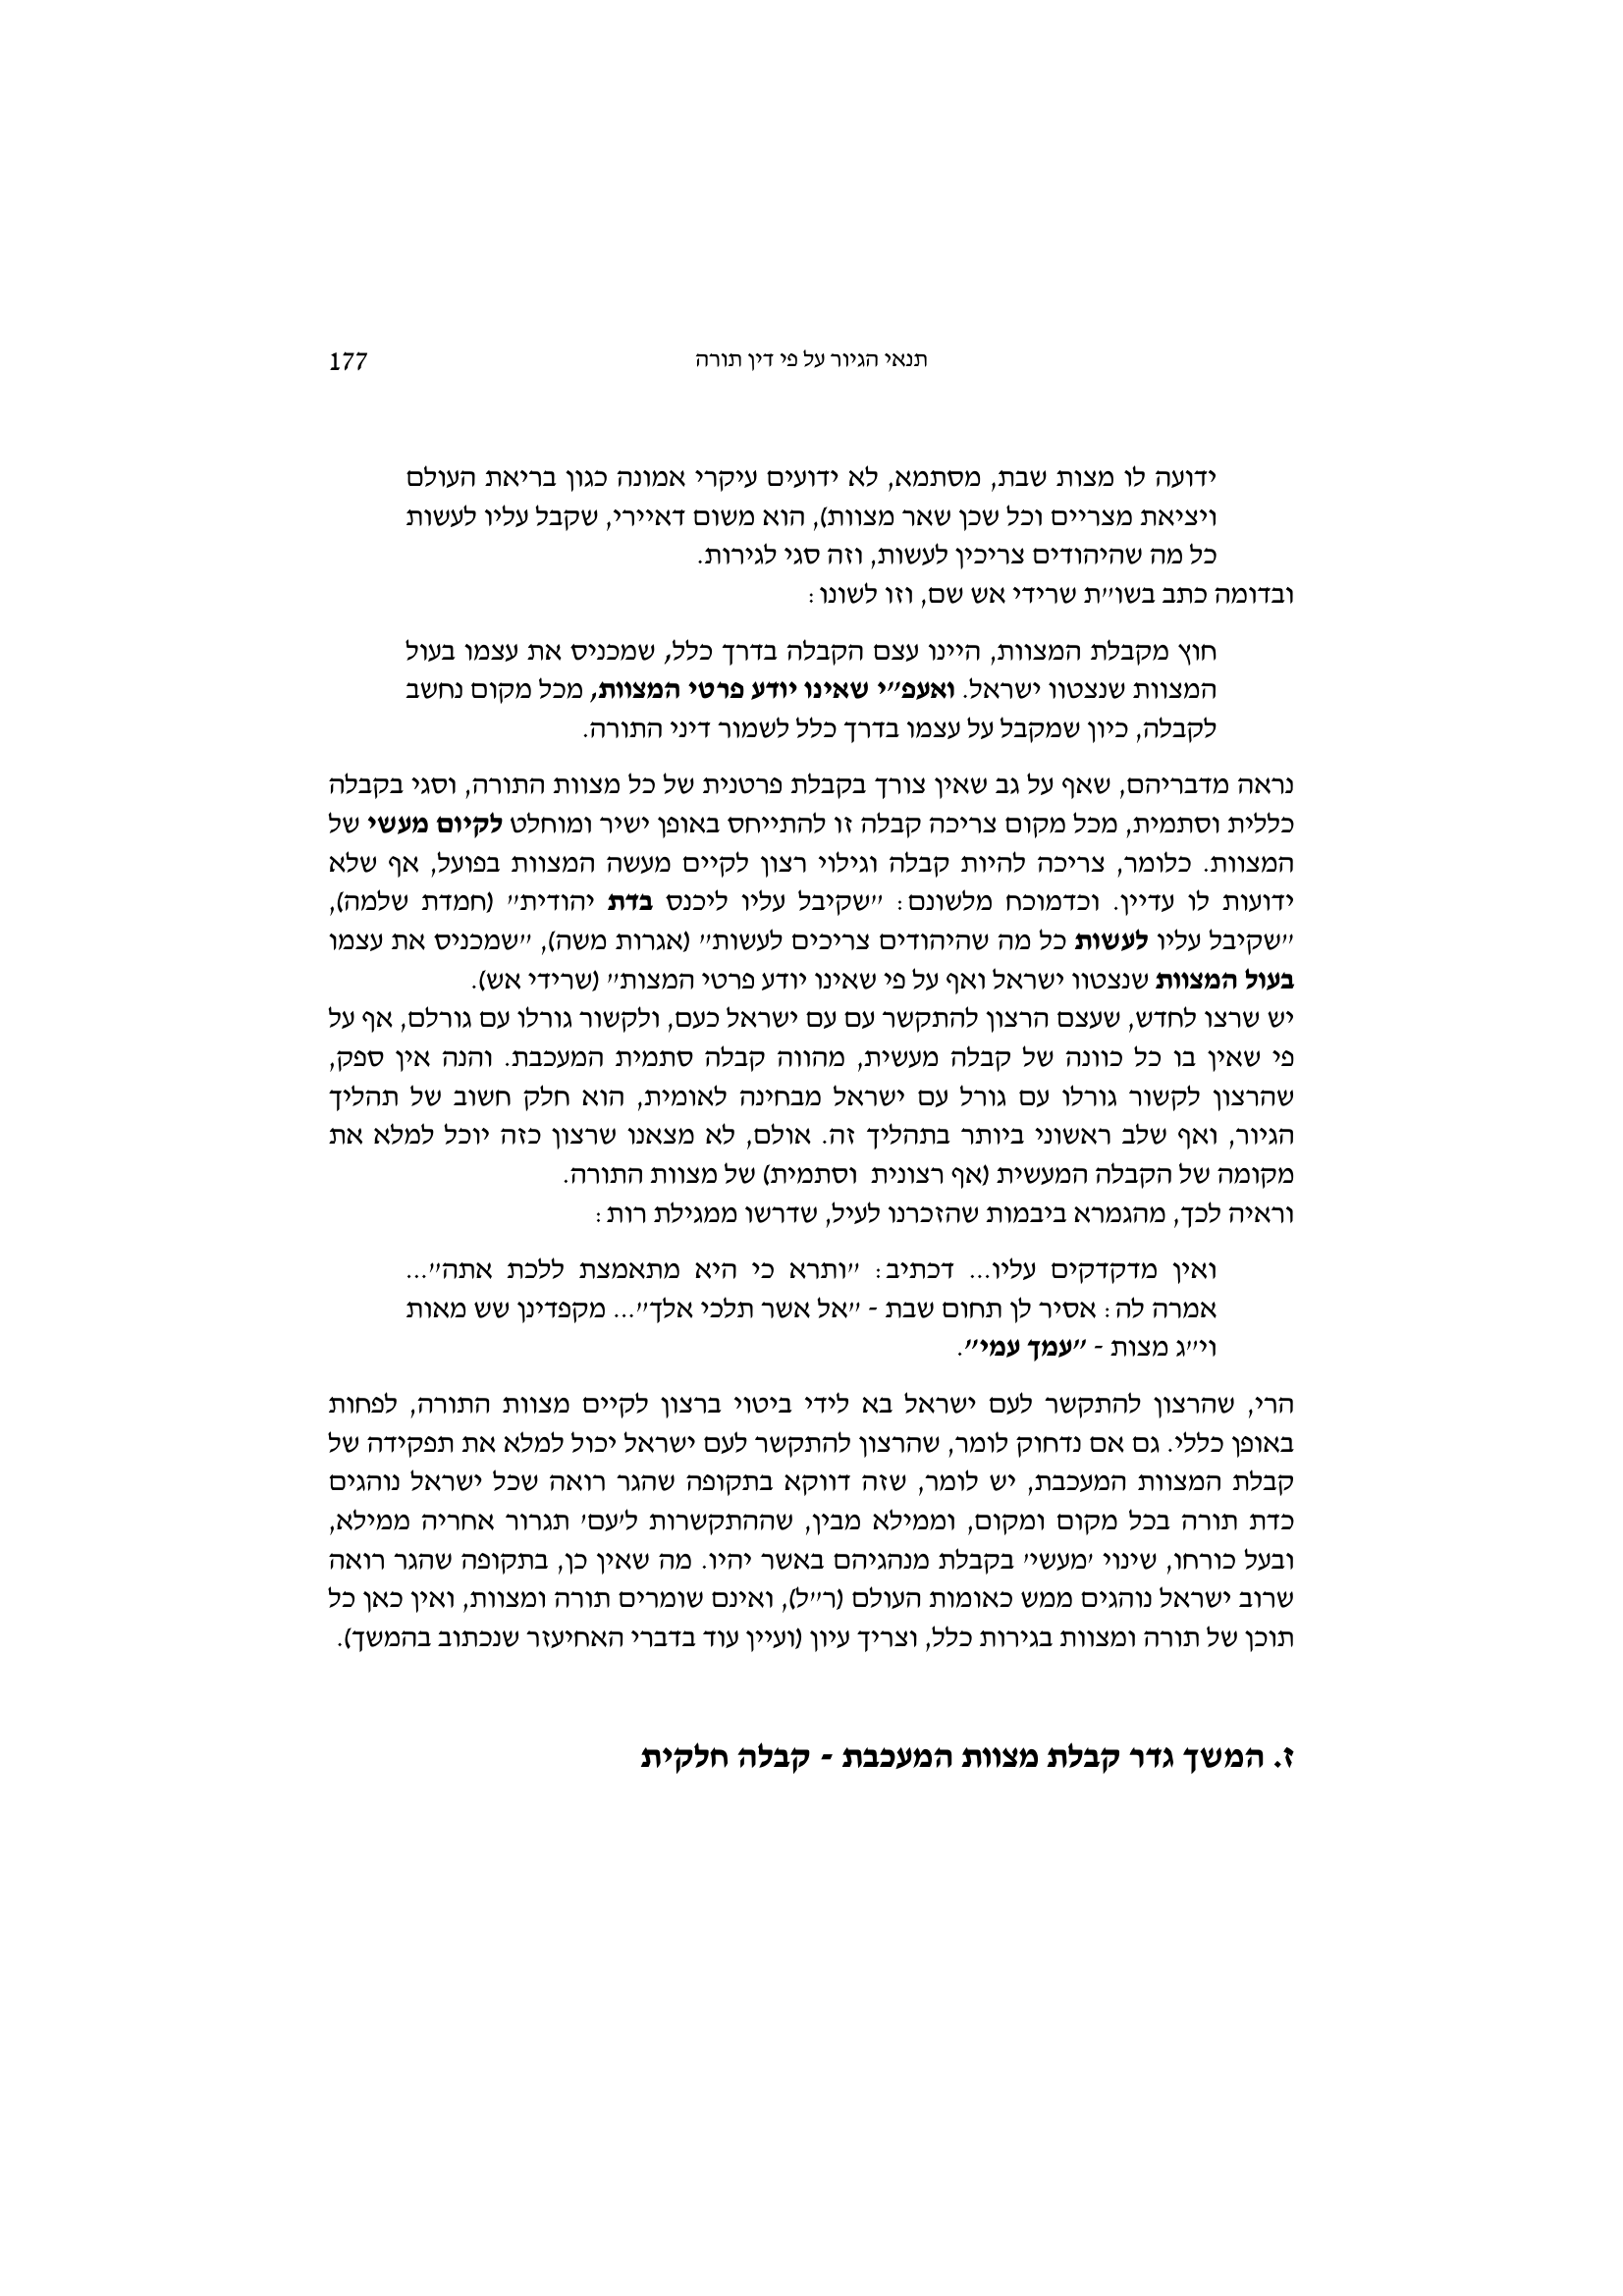 תנאי הגיור על פי דין תורה 177
ידועה לו מצות שבת, מסתמא, לא ידועים עיקרי אמונה כגון בריאת העולם
ויציאת מצריים וכל שכן שאר מצוות), הוא משום דאיירי, שקבל עליו לעשות
כל מה שהיהודים צריכין לעשות, וזה סגי לגירות.
ובדומה כתב בשו״ת שרידי אש שם, וזו לשונו:
חוץ מקבלת המצוות, היינו עצם הקבלה בדרך כלל, שמכניס את עצמו בעול
המצוות שנצטוו ישראל. ואעפ״י שאינו יודע פרטי המצוות, מכל מקום נחשב
לקבלה, כיון שמקבל על עצמו בדרך כלל לשמור דיני התורה.
נראה מדבריהם, שאף על גב שאין צורך בקבלת פרטנית של כל מצוות התורה, וסגי בקבלה
כללית וסתמית, מכל מקום צריכה קבלה זו להתייחס באופן ישיר ומוחלט לקיום מעשי של
המצוות. כלומר, צריכה להיות קבלה וגילוי רצון לקיים מעשה המצוות בפועל, אף שלא
ידועות לו עדיין. וכדמוכח מלשונם: ״שקיבל עליו ליכנס בדת יהודית״ (חמדת שלמה),
״שקיבל עליו לעשות כל מה שהיהודים צריכים לעשות״ (אגרות משה), ״שמכניס את עצמו
בעול המצוות שנצטוו ישראל ואף על פי שאינו יודע פרטי המצות״ (שרידי אש).
יש שרצו לחדש, שעצם הרצון להתקשר עם עם ישראל כעם, ולקשור גורלו עם גורלם, אף על
פי שאין בו כל כוונה של קבלה מעשית, מהווה קבלה סתמית המעכבת. והנה אין ספק,
שהרצון לקשור גורלו עם גורל עם ישראל מבחינה לאומית, הוא חלק חשוב של תהליך
הגיור, ואף שלב ראשוני ביותר בתהליך זה. אולם, לא מצאנו שרצון כזה יוכל למלא את
מקומה של הקבלה המעשית (אף רצונית וסתמית) של מצוות התורה.
וראיה לכך, מהגמרא ביבמות שהזכרנו לעיל, שדרשו ממגילת רות:
ואין מדקדקים עליו... דכתיב: ״ותרא כי היא מתאמצת ללכת אתה״...
אמרה לה: אסיר לן תחום שבת - ״אל אשר תלכי אלך״... מקפדינן שש מאות
וי״ג מצות - ״עמך עמי״.
הרי, שהרצון להתקשר לעם ישראל בא לידי ביטוי ברצון לקיים מצוות התורה, לפחות
באופן כללי. גם אם נדחוק לומר, שהרצון להתקשר לעם ישראל יכול למלא את תפקידה של
קבלת המצוות המעכבת, יש לומר, שזה דווקא בתקופה שהגר רואה שכל ישראל נוהגים
כדת תורה בכל מקום ומקום, וממילא מבין, שההתקשרות ל׳עם׳ תגרור אחריה ממילא,
ובעל כורחו, שינוי ׳מעשי׳ בקבלת מנהגיהם באשר יהיו. מה שאין כן, בתקופה שהגר רואה
שרוב ישראל נוהגים ממש כאומות העולם (ר״ל), ואינם שומרים תורה ומצוות, ואין כאן כל
תוכן של תורה ומצוות בגירות כלל, וצריך עיון (ועיין עוד בדברי האחיעזר שנכתוב בהמשך).
ז. המשך גדר קבלת מצוות המעכבת - קבלה חלקית